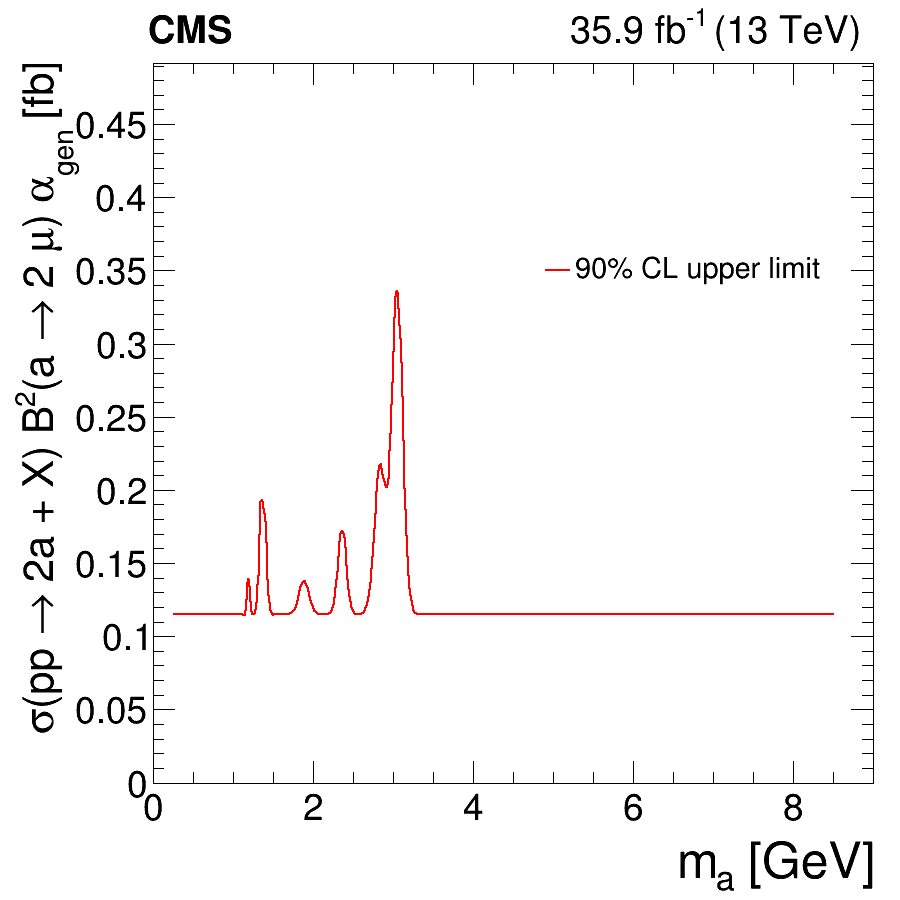 CMS
35.9 fb⁻¹ (13 TeV)
σ(pp → 2a + X) B²(a → 2 μ) α_gen [fb]
0.45
0.4
0.35
0.3
0.25
0.2
0.15
0.1
0.05
0
90% CL upper limit
0 2 4 6 8
mₐ [GeV]